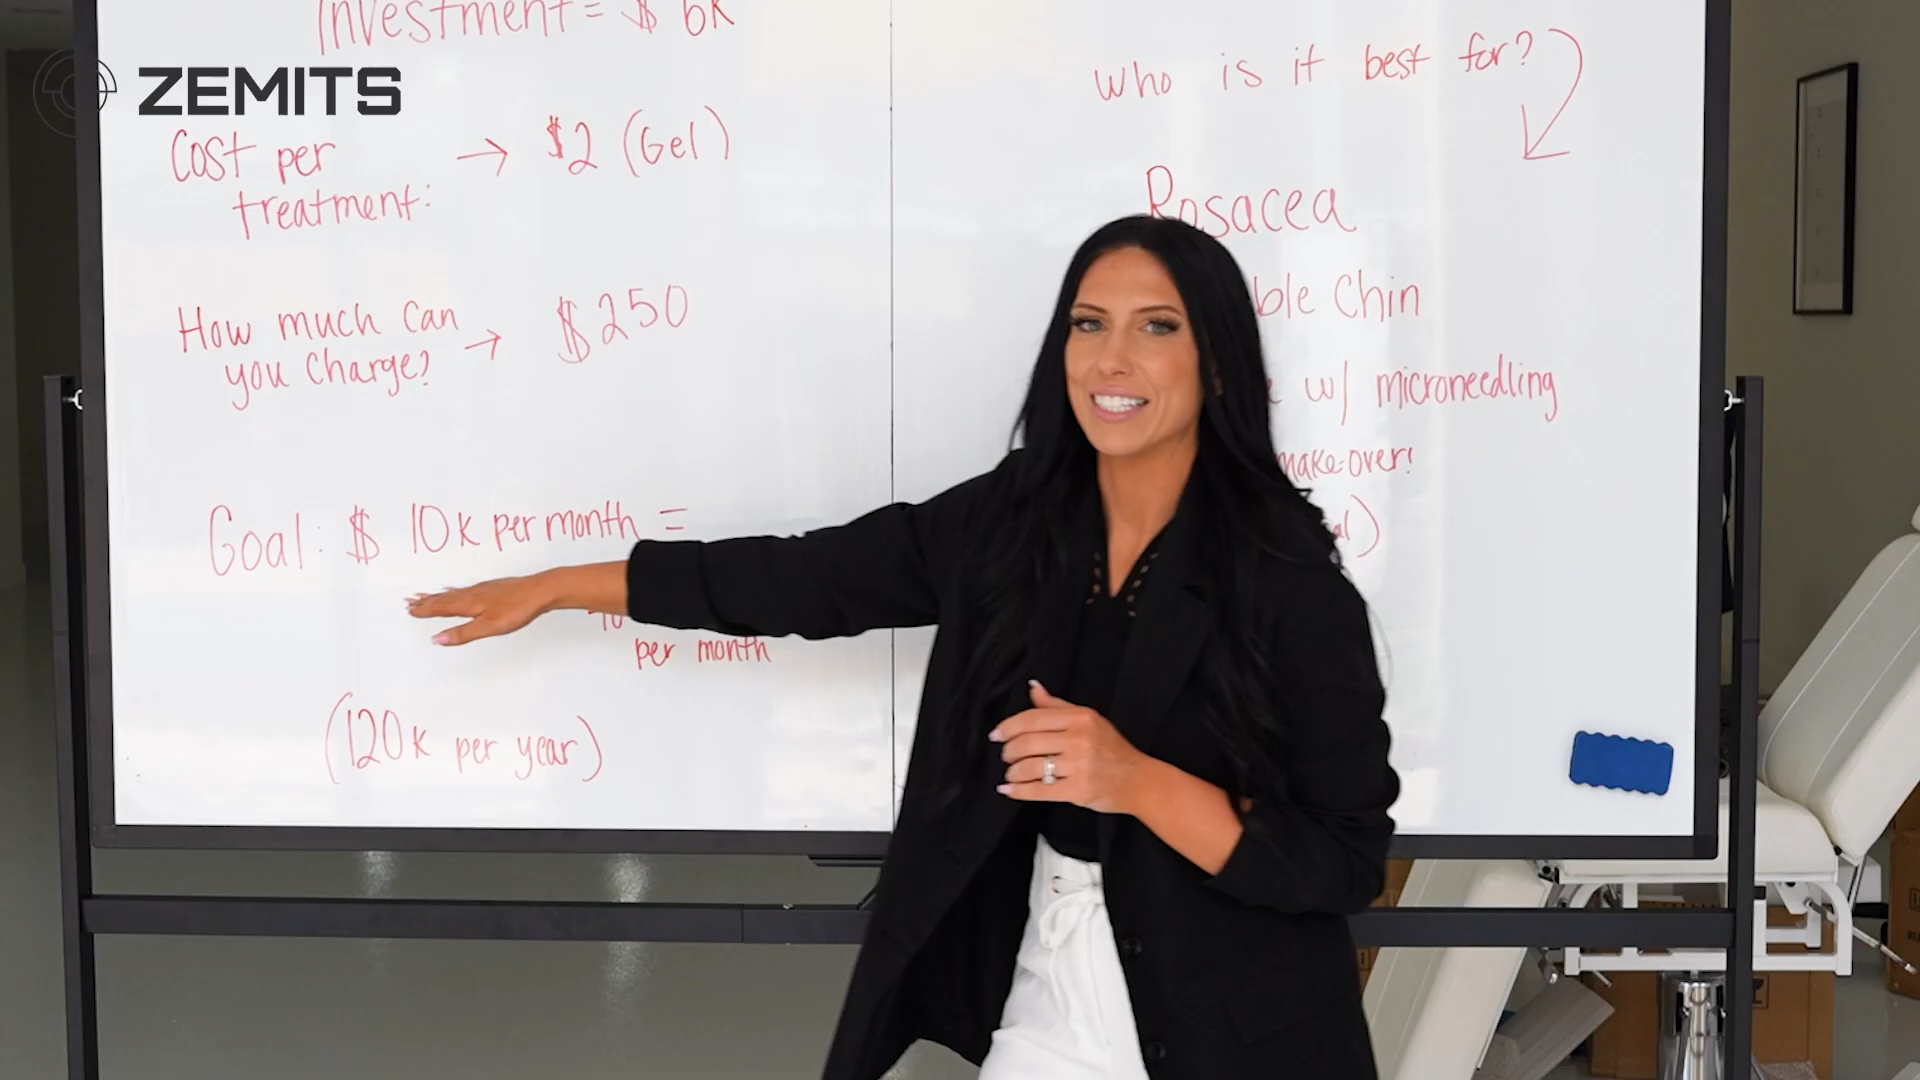 Investment = $ 6K
ZEMITS
Cost per
treatment: → $2 (Gel)
How much can
you charge? → $250
Goal: $ 10k per month =
per month
(120k per year)
Who is it best for?
Rosacea
Chin
w/ microneedling
make-over!